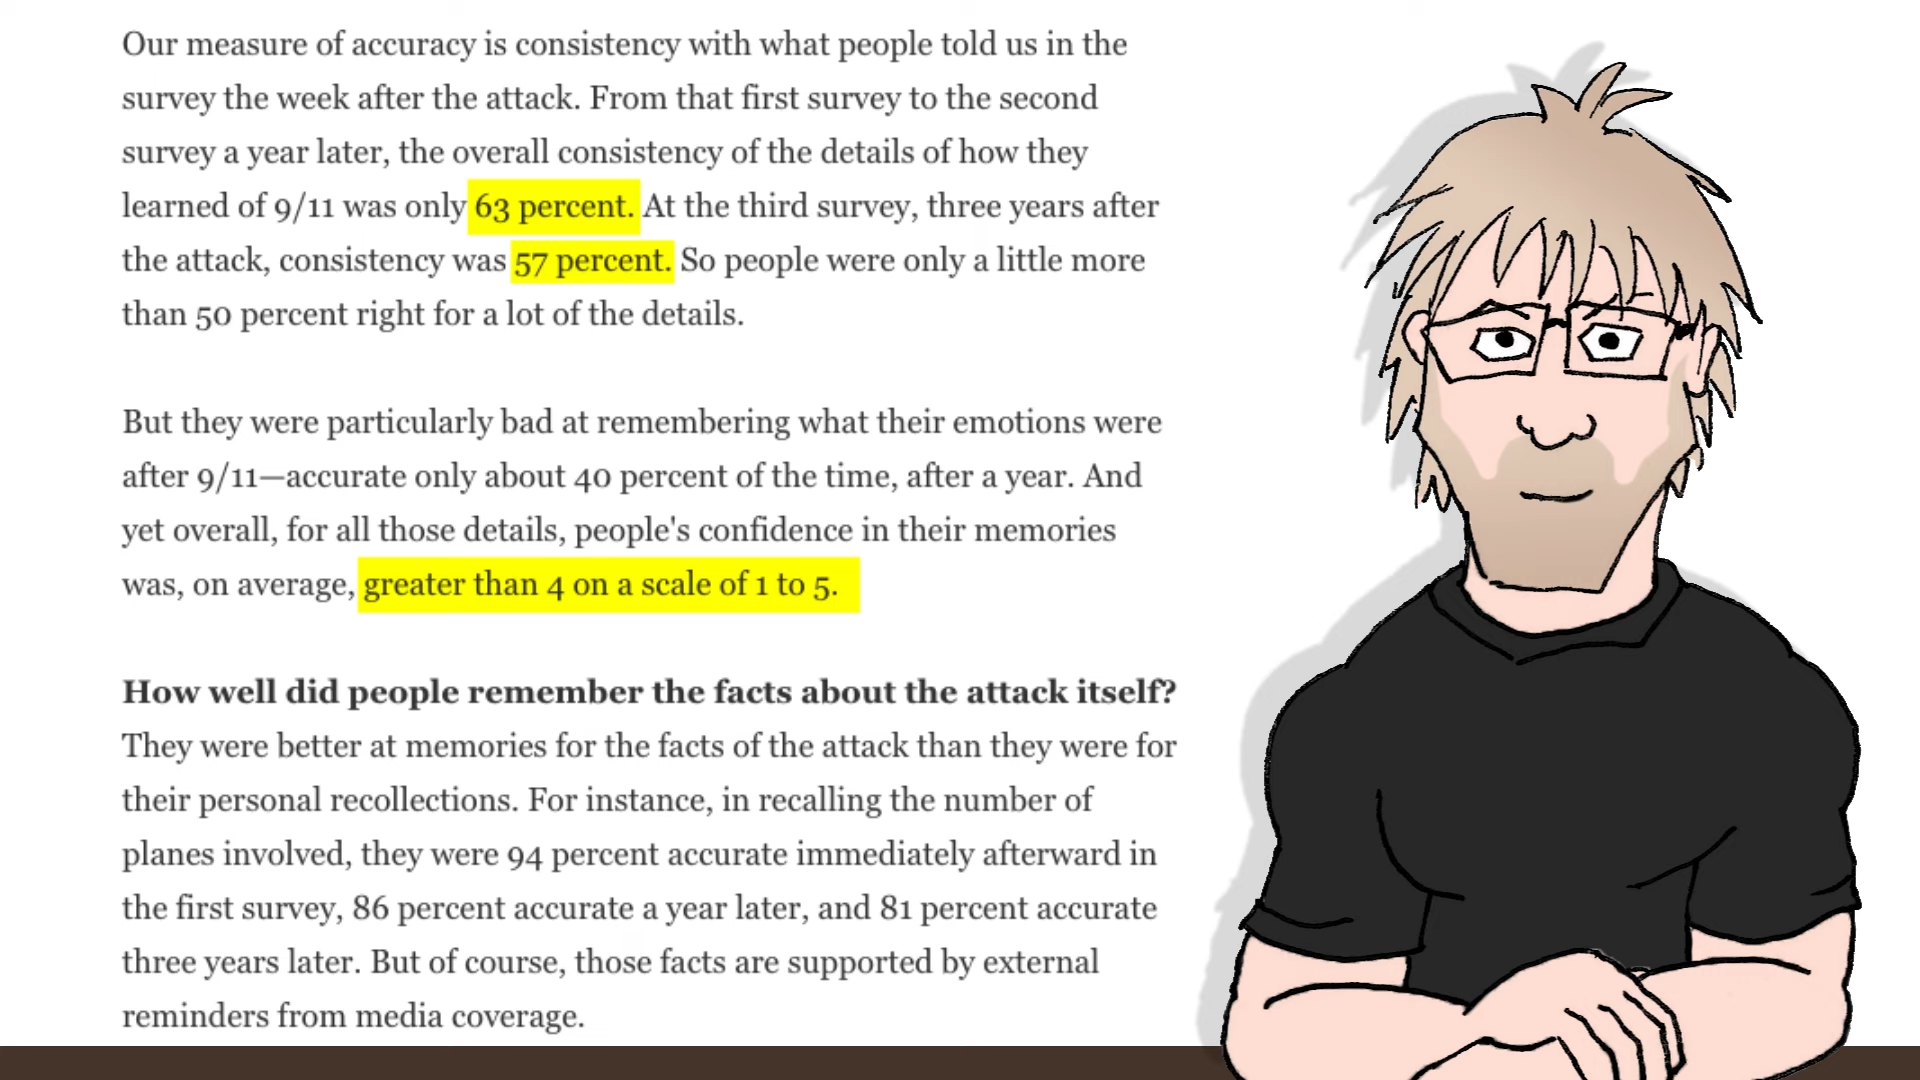 Our measure of accuracy is consistency with what people told us in the
survey the week after the attack. From that first survey to the second
survey a year later, the overall consistency of the details of how they
learned of 9/11 was only 63 percent. At the third survey, three years after
the attack, consistency was 57 percent. So people were only a little more
than 50 percent right for a lot of the details.
But they were particularly bad at remembering what their emotions were
after 9/11—accurate only about 40 percent of the time, after a year. And
yet overall, for all those details, people's confidence in their memories
was, on average, greater than 4 on a scale of 1 to 5.
How well did people remember the facts about the attack itself?
They were better at memories for the facts of the attack than they were for
their personal recollections. For instance, in recalling the number of
planes involved, they were 94 percent accurate immediately afterward in
the first survey, 86 percent accurate a year later, and 81 percent accurate
three years later. But of course, those facts are supported by external
reminders from media coverage.